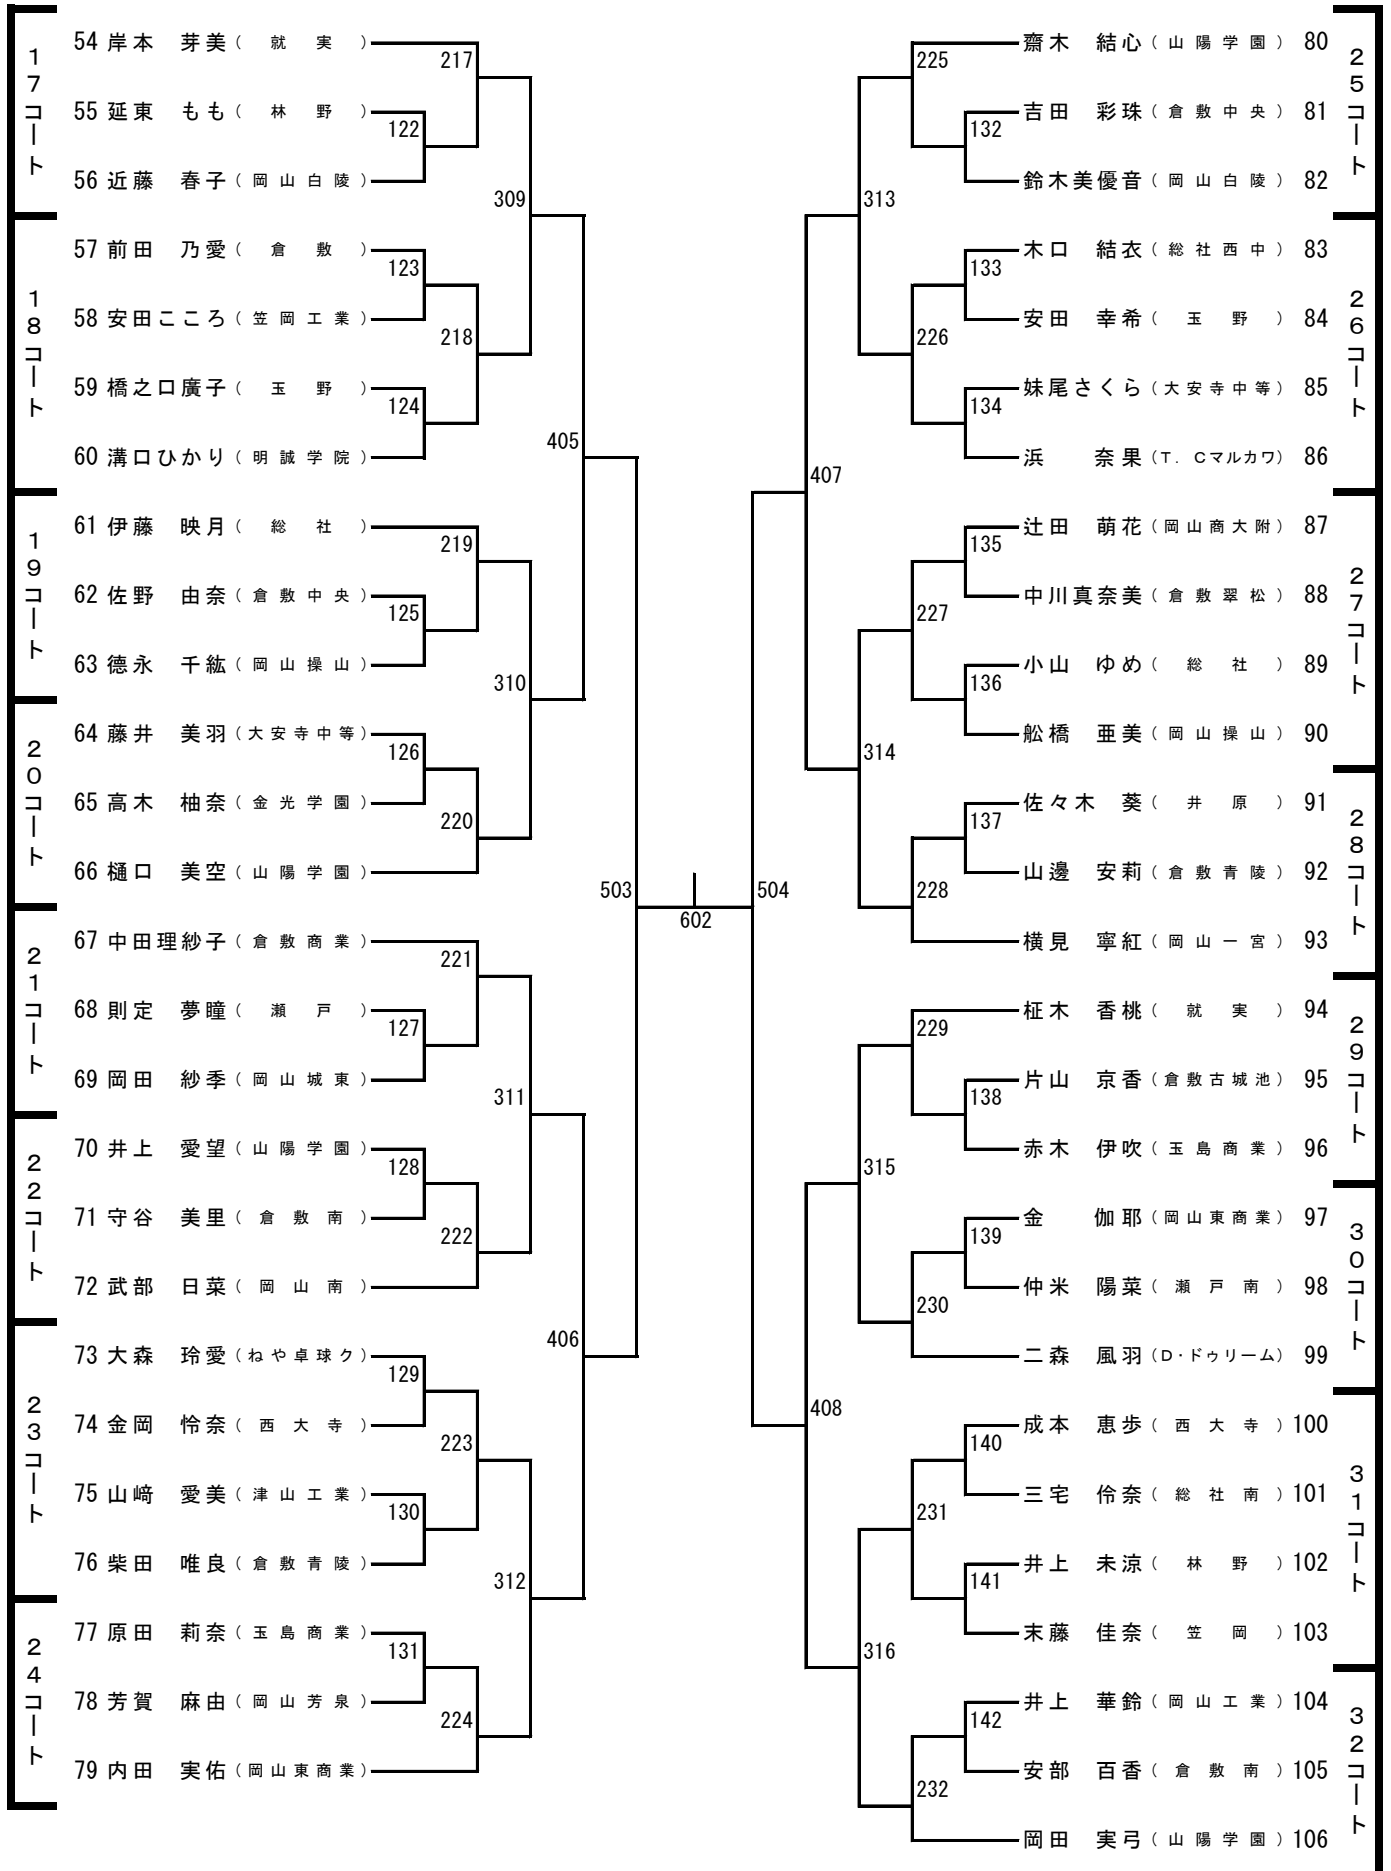 17コート
54 岸本 芽美 (就実)
217
55 延東 もも (林野)
122
56 近藤 春子 (岡山白陵)
309
18コート
57 前田 乃愛 (倉敷)
123
58 安田こころ (笠岡工業)
218
59 橋之口廣子 (玉野)
124
60 溝口ひかり (明誠学院)
405
19コート
61 伊藤 映月 (総社)
219
62 佐野 由奈 (倉敷中央)
125
63 德永 千紘 (岡山操山)
310
20コート
64 藤井 美羽 (大安寺中等)
126
65 高木 柚奈 (金光学園)
220
66 樋口 美空 (山陽学園)
503
602
21コート
67 中田理紗子 (倉敷商業)
221
68 則定 夢瞳 (瀬戸)
127
69 岡田 紗季 (岡山城東)
311
22コート
70 井上 愛望 (山陽学園)
128
71 守谷 美里 (倉敷南)
222
72 武部 日菜 (岡山南)
406
23コート
73 大森 玲愛 (ねや卓球ク)
129
74 金岡 怜奈 (西大寺)
223
75 山﨑 愛美 (津山工業)
130
76 柴田 唯良 (倉敷青陵)
312
24コート
77 原田 莉奈 (玉島商業)
131
78 芳賀 麻由 (岡山芳泉)
224
79 内田 実佑 (岡山東商業)
25コート
齋木 結心 (山陽学園) 80
225
吉田 彩珠 (倉敷中央) 81
132
鈴木美優音 (岡山白陵) 82
313
26コート
木口 結衣 (総社西中) 83
133
安田 幸希 (玉野) 84
226
妹尾さくら (大安寺中等) 85
134
浜 奈果 (T.Cマルカワ) 86
407
27コート
辻田 萌花 (岡山商大附) 87
135
中川真奈美 (倉敷翠松) 88
227
小山 ゆめ (総社) 89
136
舩橋 亜美 (岡山操山) 90
314
28コート
佐々木 葵 (井原) 91
137
山邊 安莉 (倉敷青陵) 92
228
横見 寧紅 (岡山一宮) 93
504
29コート
柾木 香桃 (就実) 94
229
片山 京香 (倉敷古城池) 95
138
赤木 伊吹 (玉島商業) 96
315
30コート
金 伽耶 (岡山東商業) 97
139
仲米 陽菜 (瀬戸南) 98
230
二森 風羽 (D・ドゥリーム) 99
408
31コート
成本 恵歩 (西大寺) 100
140
三宅 伶奈 (総社南) 101
231
井上 未涼 (林野) 102
141
末藤 佳奈 (笠岡) 103
316
32コート
井上 華鈴 (岡山工業) 104
142
安部 百香 (倉敷南) 105
232
岡田 実弓 (山陽学園) 106